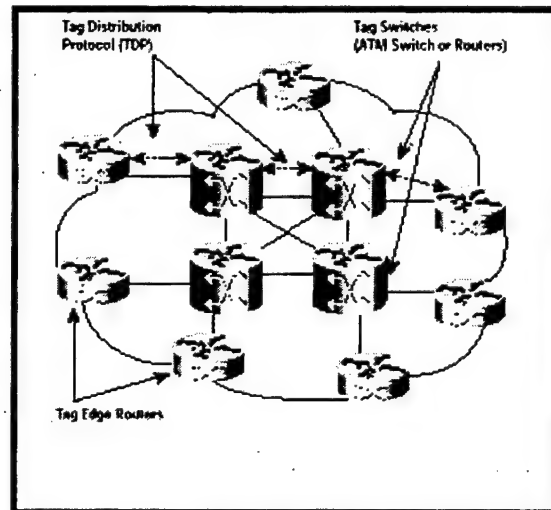 Tag Distribution
Protocol (TDP)
Tag Switches
(ATM Switch or Routers)
Tag Edge Routers